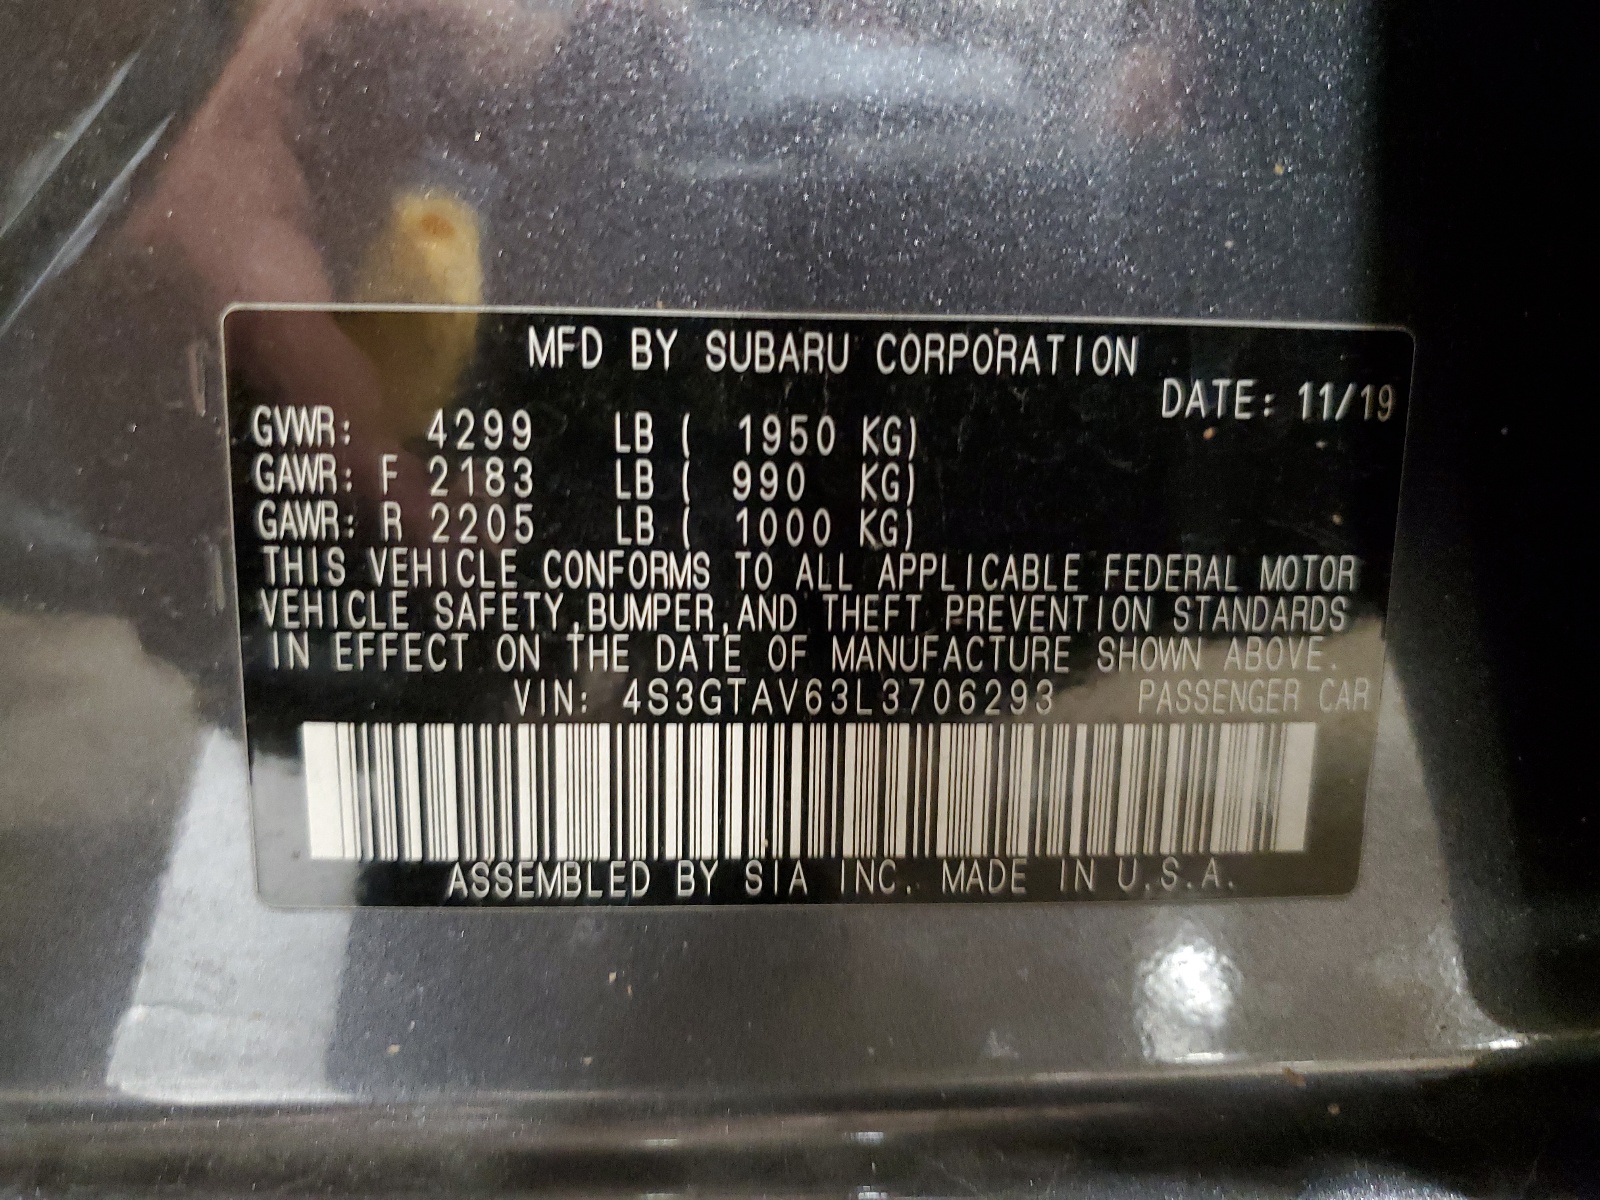 MFD BY SUBARU CORPORATION
DATE: 11/19
GVWR: 4299 LB ( 1950 KG)
GAWR: F 2183 LB ( 990 KG)
GAWR: R 2205 LB ( 1000 KG)
THIS VEHICLE CONFORMS TO ALL APPLICABLE FEDERAL MOTOR
VEHICLE SAFETY,BUMPER,AND THEFT PREVENTION STANDARDS
IN EFFECT ON THE DATE OF MANUFACTURE SHOWN ABOVE.
VIN: 4S3GTAV63L3706293 PASSENGER CAR
ASSEMBLED BY SIA INC. MADE IN U.S.A.